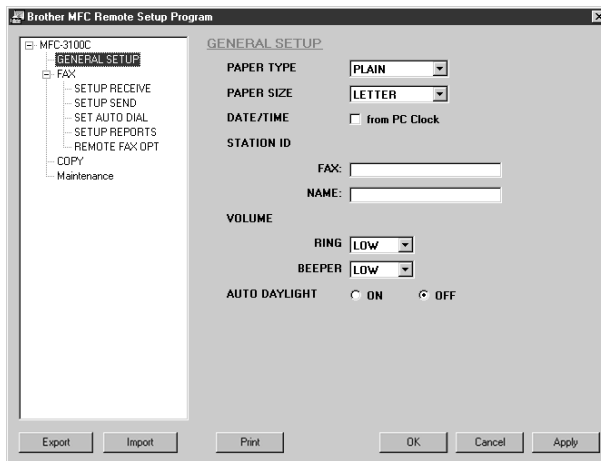 Brother MFC Remote Setup Program
MFC-3100C
GENERAL SETUP
FAX
SETUP RECEIVE
SETUP SEND
SET AUTO DIAL
SETUP REPORTS
REMOTE FAX OPT
COPY
Maintenance
GENERAL SETUP
PAPER TYPE PLAIN
PAPER SIZE LETTER
DATE/TIME from PC Clock
STATION ID
FAX:
NAME:
VOLUME
RING LOW
BEEPER LOW
AUTO DAYLIGHT ON OFF
Export Import Print OK Cancel Apply